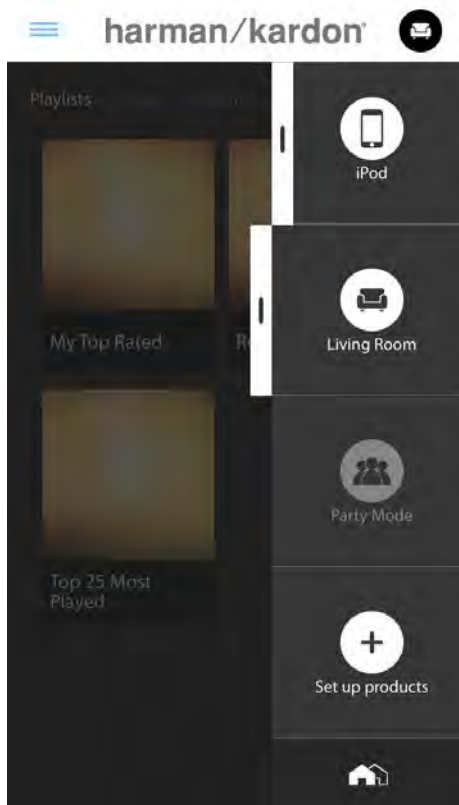 harman/kardon
Playlists
iPod
My Top Rated
Living Room
Party Mode
Top 25 Most
Played
Set up products